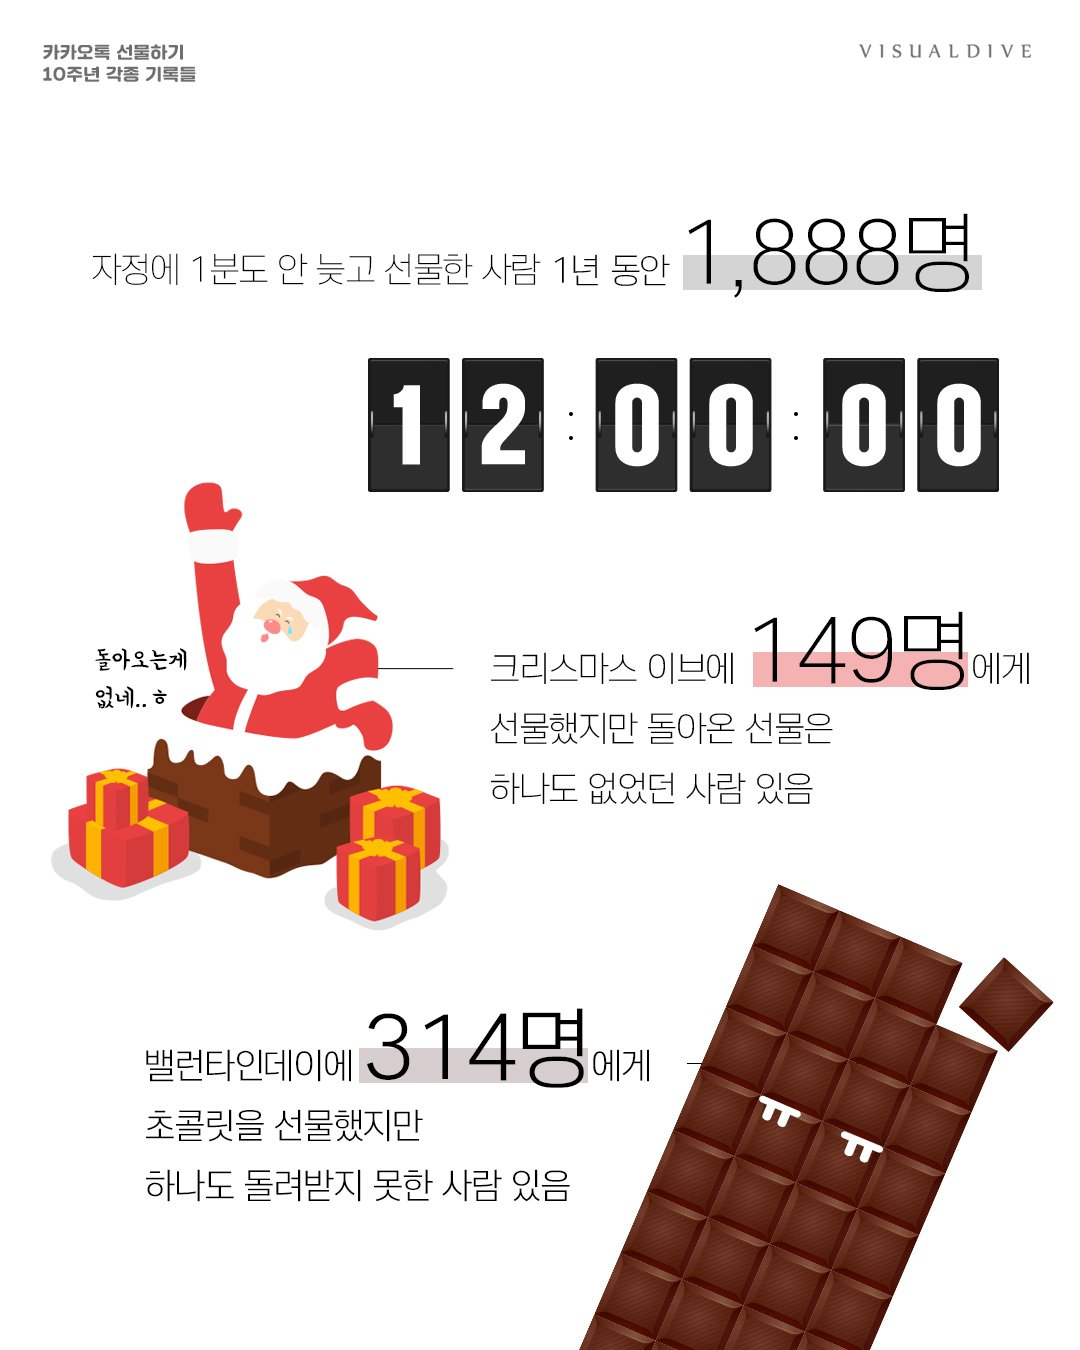 카카오톡 선물하기
10주년 각종 기록들
VISUALDIVE
자정에 1분도 안 늦고 선물한 사람 1년 동안 1,888명
12:00:00
돌아오는게
없네..ㅎ
크리스마스 이브에 149명에게
선물했지만 돌아온 선물은
하나도 없었던 사람 있음
밸런타인데이에 314명에게
초콜릿을 선물했지만
하나도 돌려받지 못한 사람 있음
ㅠㅠ